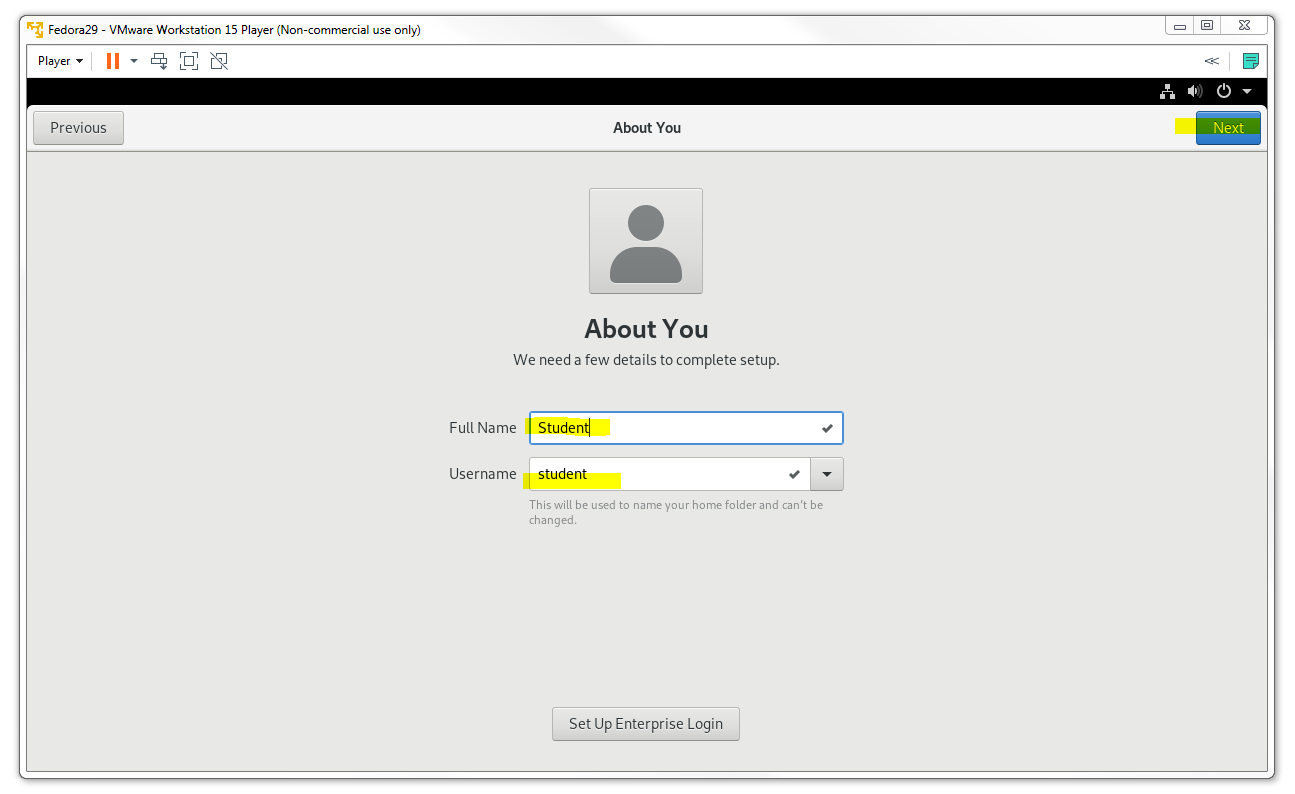 Fedora29 - VMware Workstation 15 Player (Non-commercial use only)
Player
Previous
About You
Next
About You
We need a few details to complete setup.
Full Name
Student
Username
student
This will be used to name your home folder and can't be
changed.
Set Up Enterprise Login